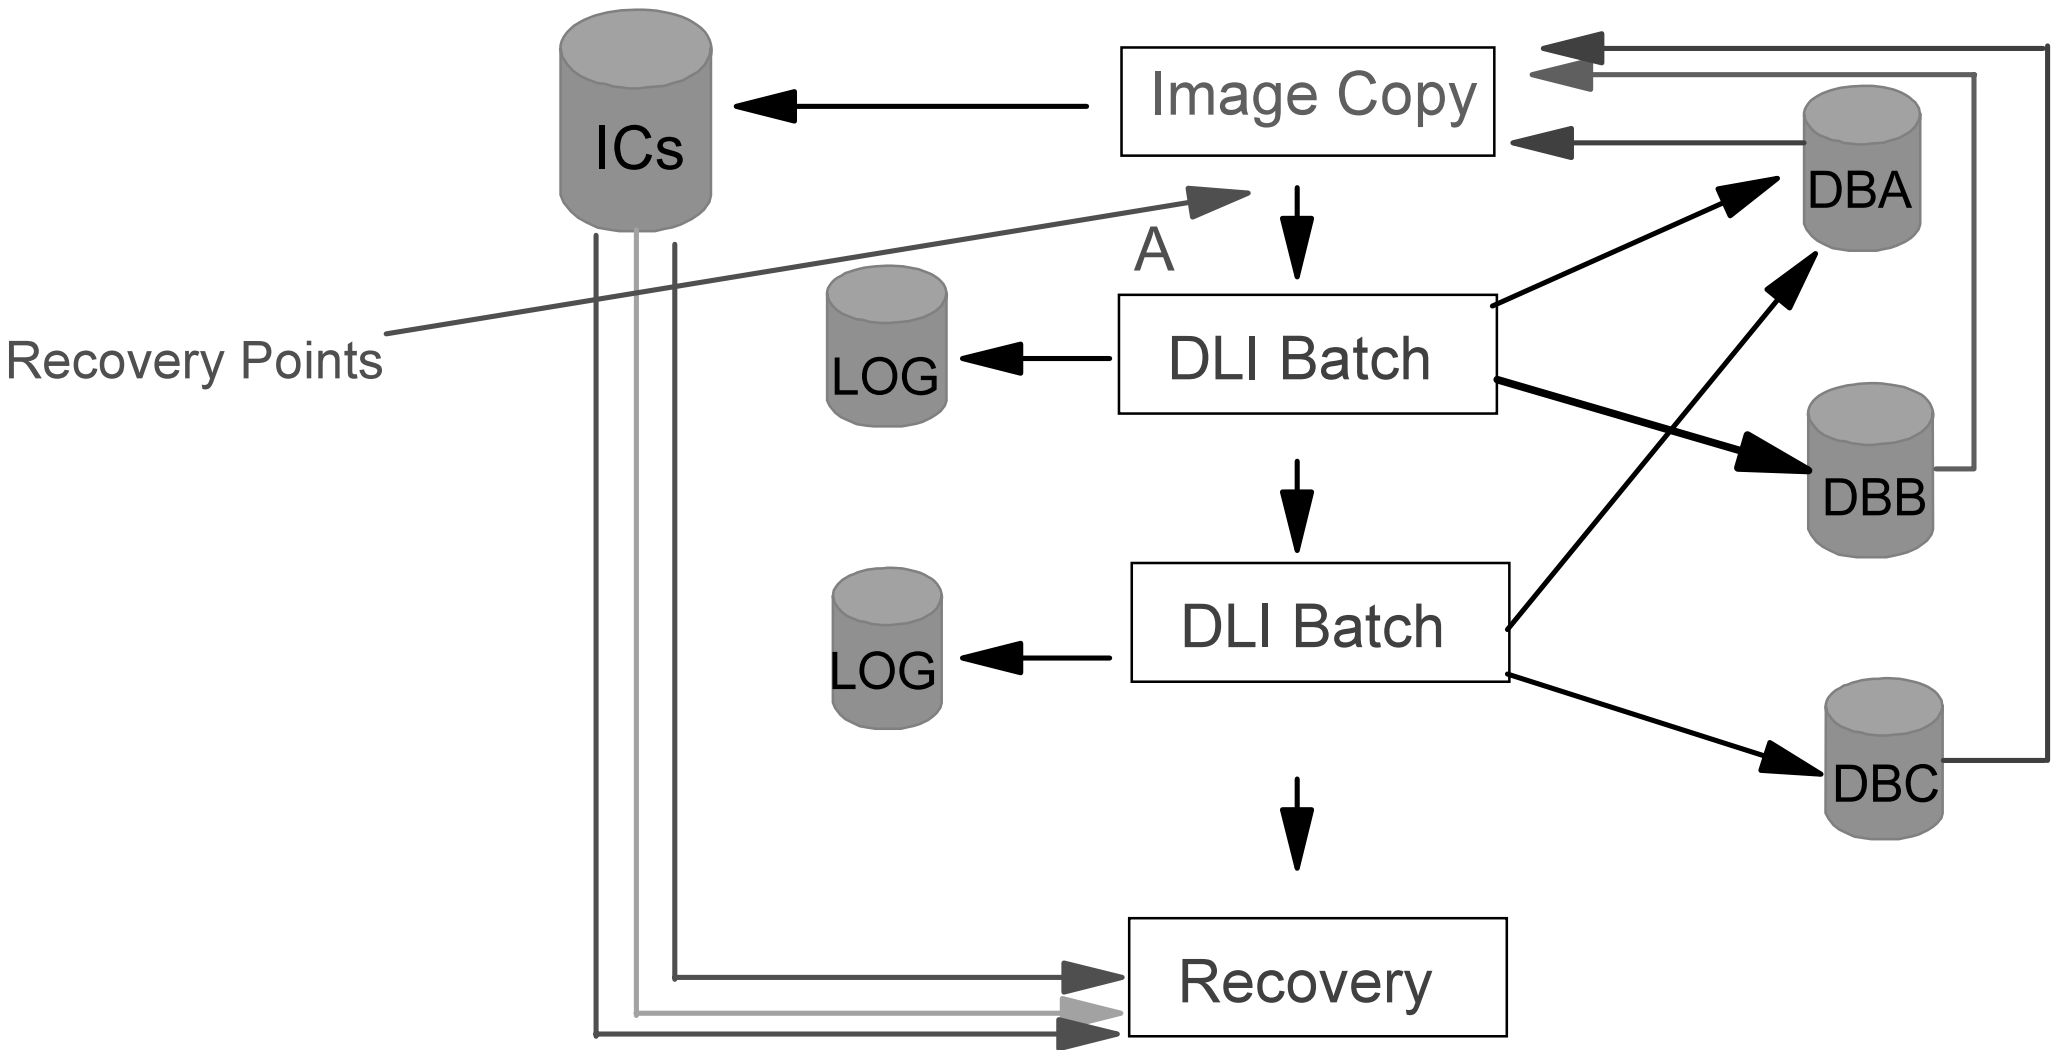 Image Copy
ICs
DBA
A
Recovery Points
LOG
DLI Batch
DBB
LOG
DLI Batch
DBC
Recovery